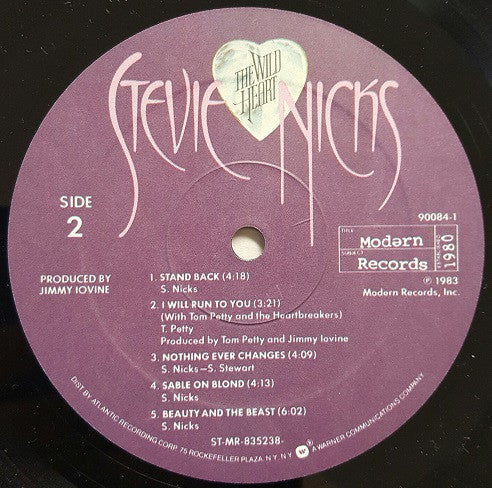 STEVIE NICKS
THE WILD
HEART
SIDE
2
90084-1
TITLE
Modərn
Records
1980
℗ 1983
Modern Records, Inc.
PRODUCED BY
JIMMY IOVINE
1. STAND BACK (4:18)
S. Nicks
2. I WILL RUN TO YOU (3:21)
(With Tom Petty and the Heartbreakers)
T. Petty
Produced by Tom Petty and Jimmy Iovine
3. NOTHING EVER CHANGES (4:09)
S. Nicks—S. Stewart
4. SABLE ON BLOND (4:13)
S. Nicks
5. BEAUTY AND THE BEAST (6:02)
S. Nicks
ST-MR-835238-
DIST BY ATLANTIC RECORDING CORP. 75 ROCKEFELLER PLAZA. N.Y., N.Y. W A WARNER COMMUNICATIONS COMPANY